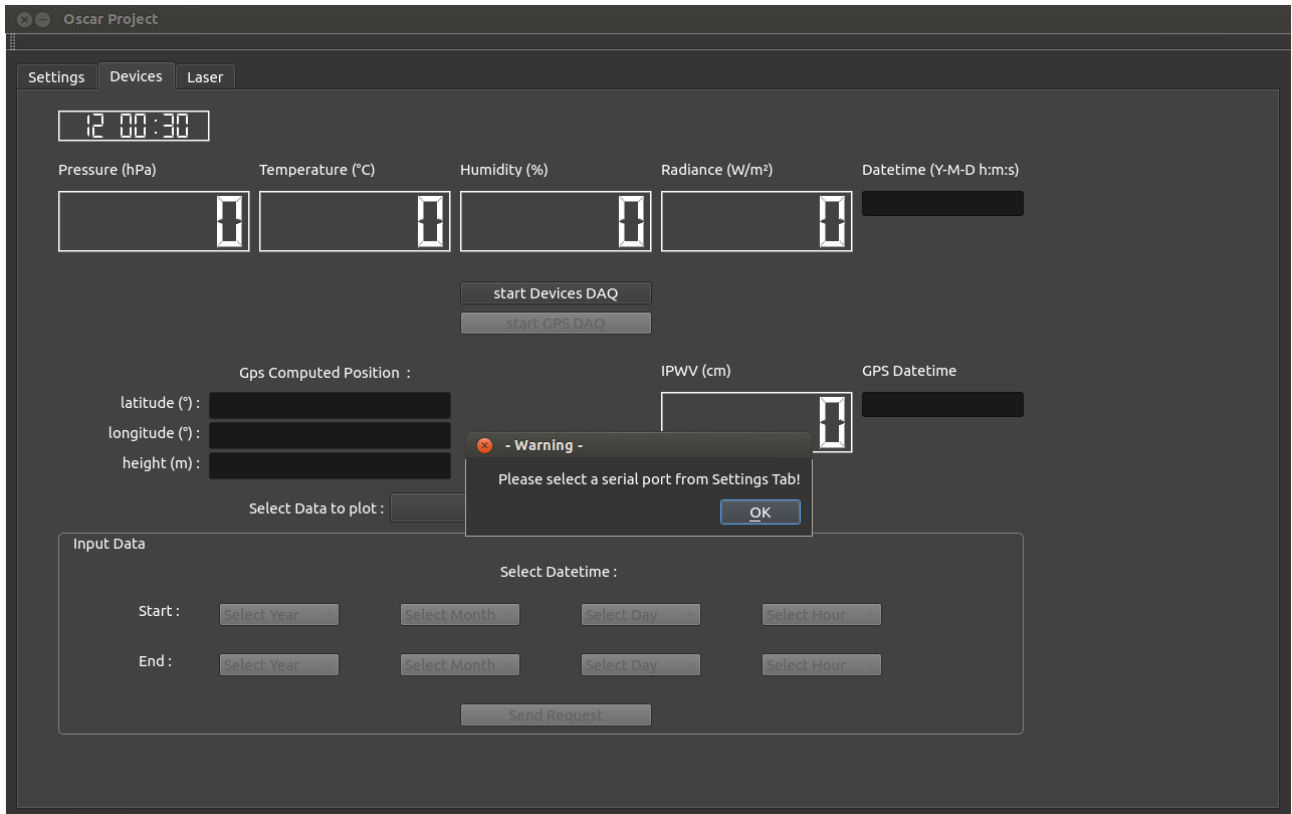 Oscar Project
Settings Devices Laser
12 00:30
Pressure (hPa) Temperature (°C) Humidity (%) Radiance (W/m²) Datetime (Y-M-D h:m:s)
0 0 0 0
start Devices DAQ
start GPS DAQ
Gps Computed Position : IPWV (cm) GPS Datetime
latitude (°) : 0
longitude (°) :
- Warning -
height (m) :
Please select a serial port from Settings Tab!
Select Data to plot :
OK
Input Data
Select Datetime :
Start : Select Year Select Month Select Day Select Hour
End : Select Year Select Month Select Day Select Hour
Send Request